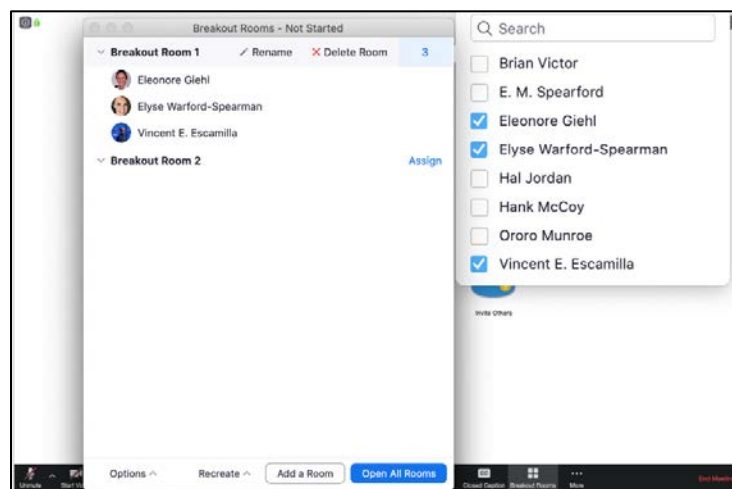 Breakout Rooms - Not Started
Breakout Room 1 Rename Delete Room 3
Eleonore Giehl
Elyse Warford-Spearman
Vincent E. Escamilla
Breakout Room 2 Assign
Search
Brian Victor
E. M. Spearford
Eleonore Giehl
Elyse Warford-Spearman
Hal Jordan
Hank McCoy
Ororo Munroe
Vincent E. Escamilla
Invite Others
Options Recreate Add a Room Open All Rooms
Unmute Start Closed Caption Breakout Rooms More